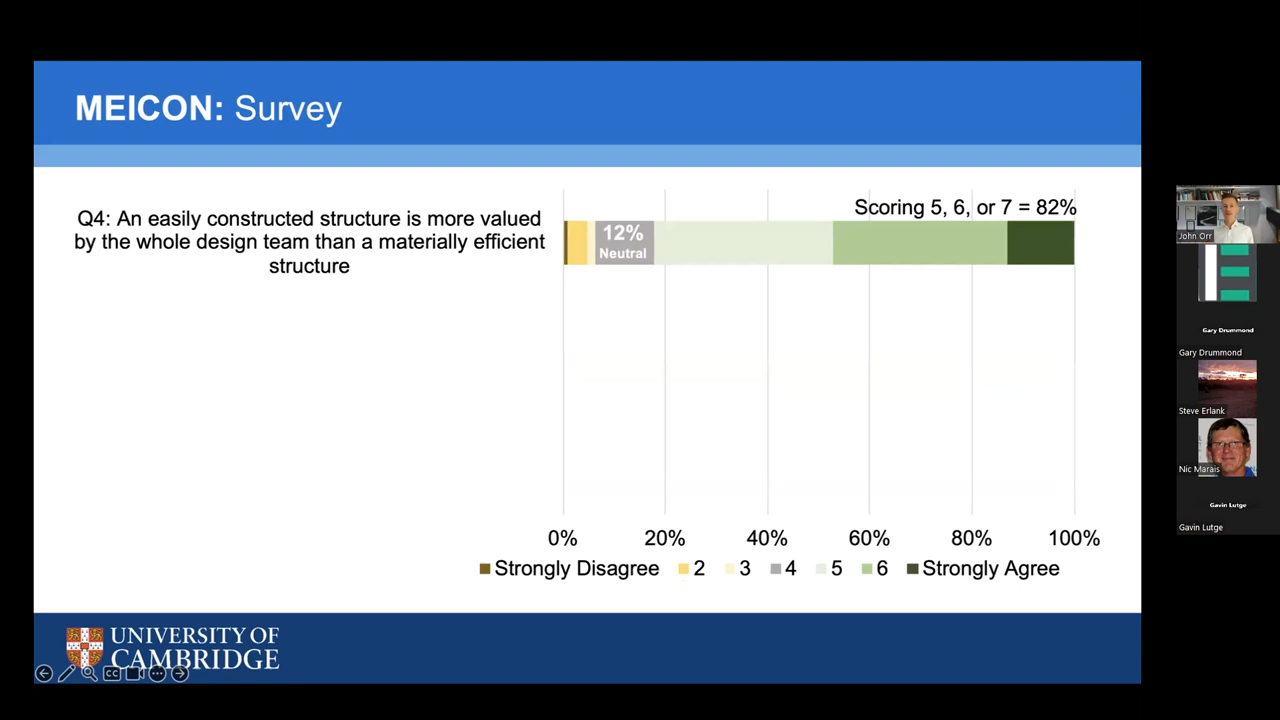 MEICON: Survey
Q4: An easily constructed structure is more valued
by the whole design team than a materially efficient
structure
Scoring 5, 6, or 7 = 82%
12%
Neutral
0% 20% 40% 60% 80% 100%
Strongly Disagree 2 3 4 5 6 Strongly Agree
UNIVERSITY OF
CAMBRIDGE
CC
John Orr
Gary Drummond
Gary Drummond
Steve Erlank
Nic Marais
Gavin Lutge
Gavin Lutge